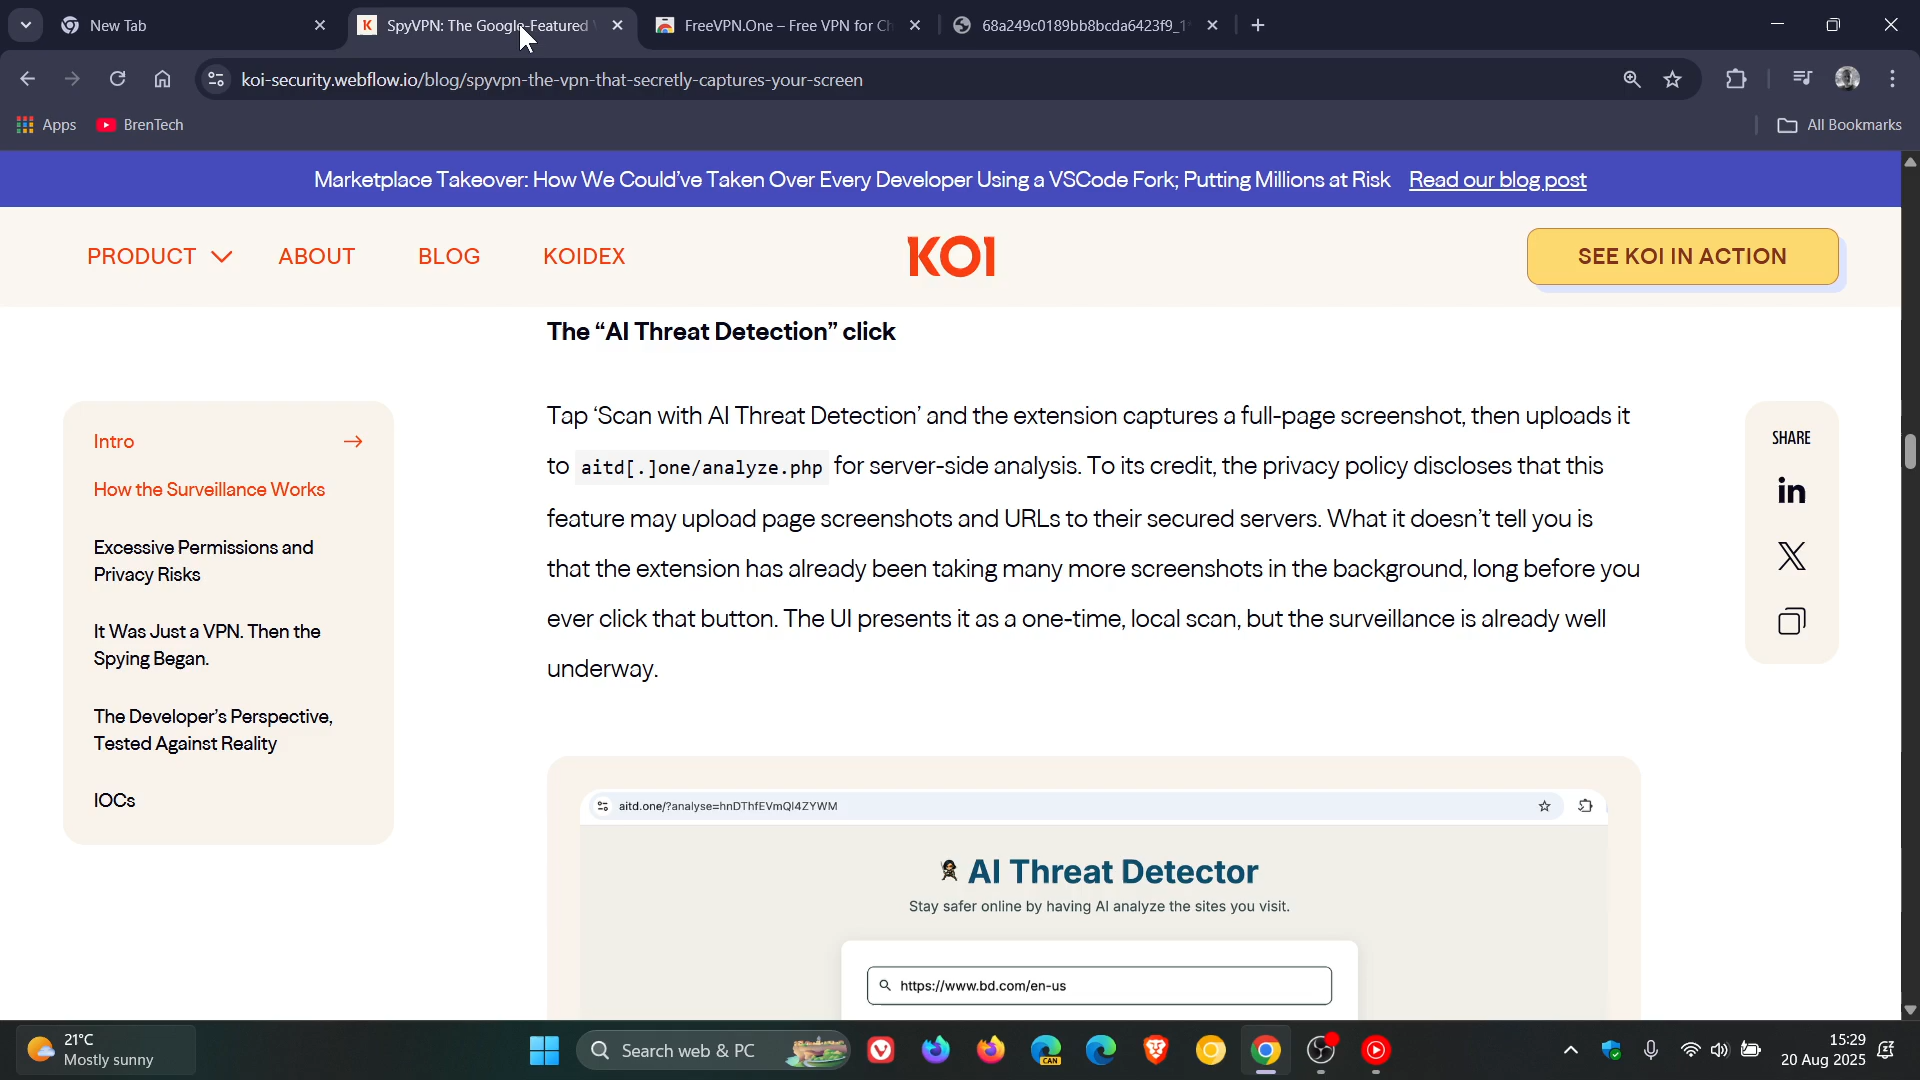 New Tab
SpyVPN: The Google-Featured V
FreeVPN.One – Free VPN for Ch
68a249c0189bb8bcda6423f9_1
koi-security.webflow.io/blog/spyvpn-the-vpn-that-secretly-captures-your-screen
Apps
BrenTech
All Bookmarks
Marketplace Takeover: How We Could’ve Taken Over Every Developer Using a VSCode Fork; Putting Millions at Risk Read our blog post
PRODUCT
ABOUT
BLOG
KOIDEX
KOI
SEE KOI IN ACTION
The “AI Threat Detection” click
Tap ‘Scan with AI Threat Detection’ and the extension captures a full-page screenshot, then uploads it
to aitd[.]one/analyze.php for server-side analysis. To its credit, the privacy policy discloses that this
feature may upload page screenshots and URLs to their secured servers. What it doesn’t tell you is
that the extension has already been taking many more screenshots in the background, long before you
ever click that button. The UI presents it as a one-time, local scan, but the surveillance is already well
underway.
Intro
How the Surveillance Works
Excessive Permissions and
Privacy Risks
It Was Just a VPN. Then the
Spying Began.
The Developer’s Perspective,
Tested Against Reality
IOCs
SHARE
aitd.one/?analyse=hnDThfEVmQI4ZYWM
AI Threat Detector
Stay safer online by having AI analyze the sites you visit.
https://www.bd.com/en-us
21°C
Mostly sunny
Search web & PC
CAN
15:29
20 Aug 2025